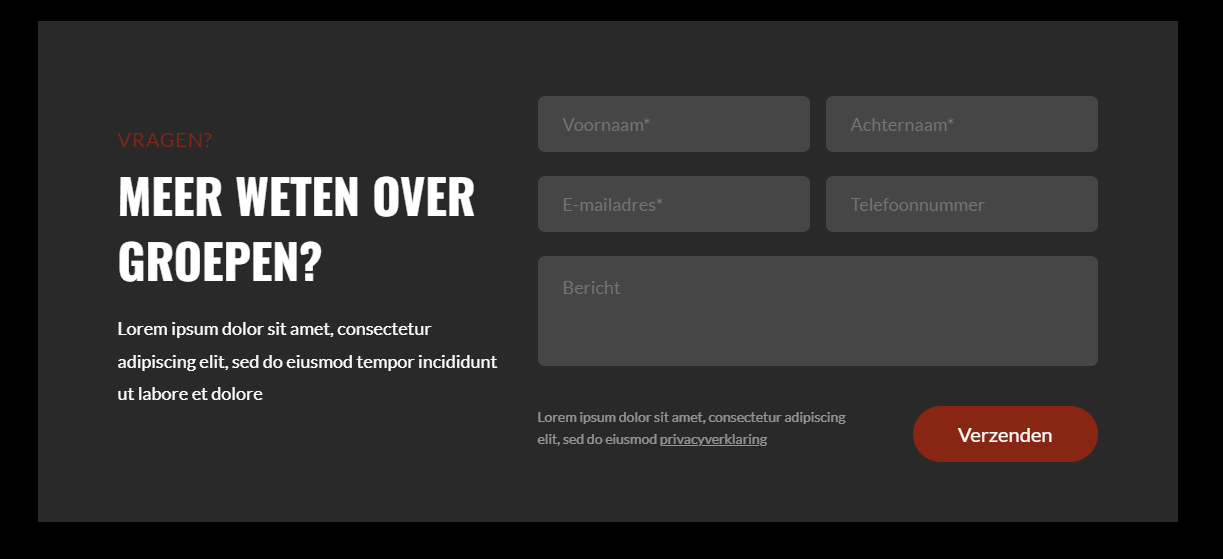 VRAGEN?
MEER WETEN OVER
GROEPEN?
Lorem ipsum dolor sit amet, consectetur
adipiscing elit, sed do eiusmod tempor incididunt
ut labore et dolore
Voornaam*
Achternaam*
E-mailadres*
Telefoonnummer
Bericht
Lorem ipsum dolor sit amet, consectetur adipiscing
elit, sed do eiusmod privacyverklaring
Verzenden